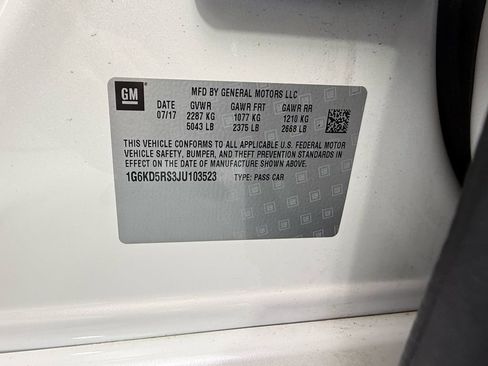 GM
MFD BY GENERAL MOTORS LLC
DATE GVWR GAWR FRT GAWR RR
07/17 2287 KG 1077 KG 1210 KG
5043 LB 2375 LB 2668 LB
THIS VEHICLE CONFORMS TO ALL APPLICABLE U.S. FEDERAL MOTOR
VEHICLE SAFETY, BUMPER, AND THEFT PREVENTION STANDARDS IN
EFFECT ON THE DATE OF MANUFACTURE SHOWN ABOVE.
1G6KD5RS3JU103523 TYPE: PASS CAR